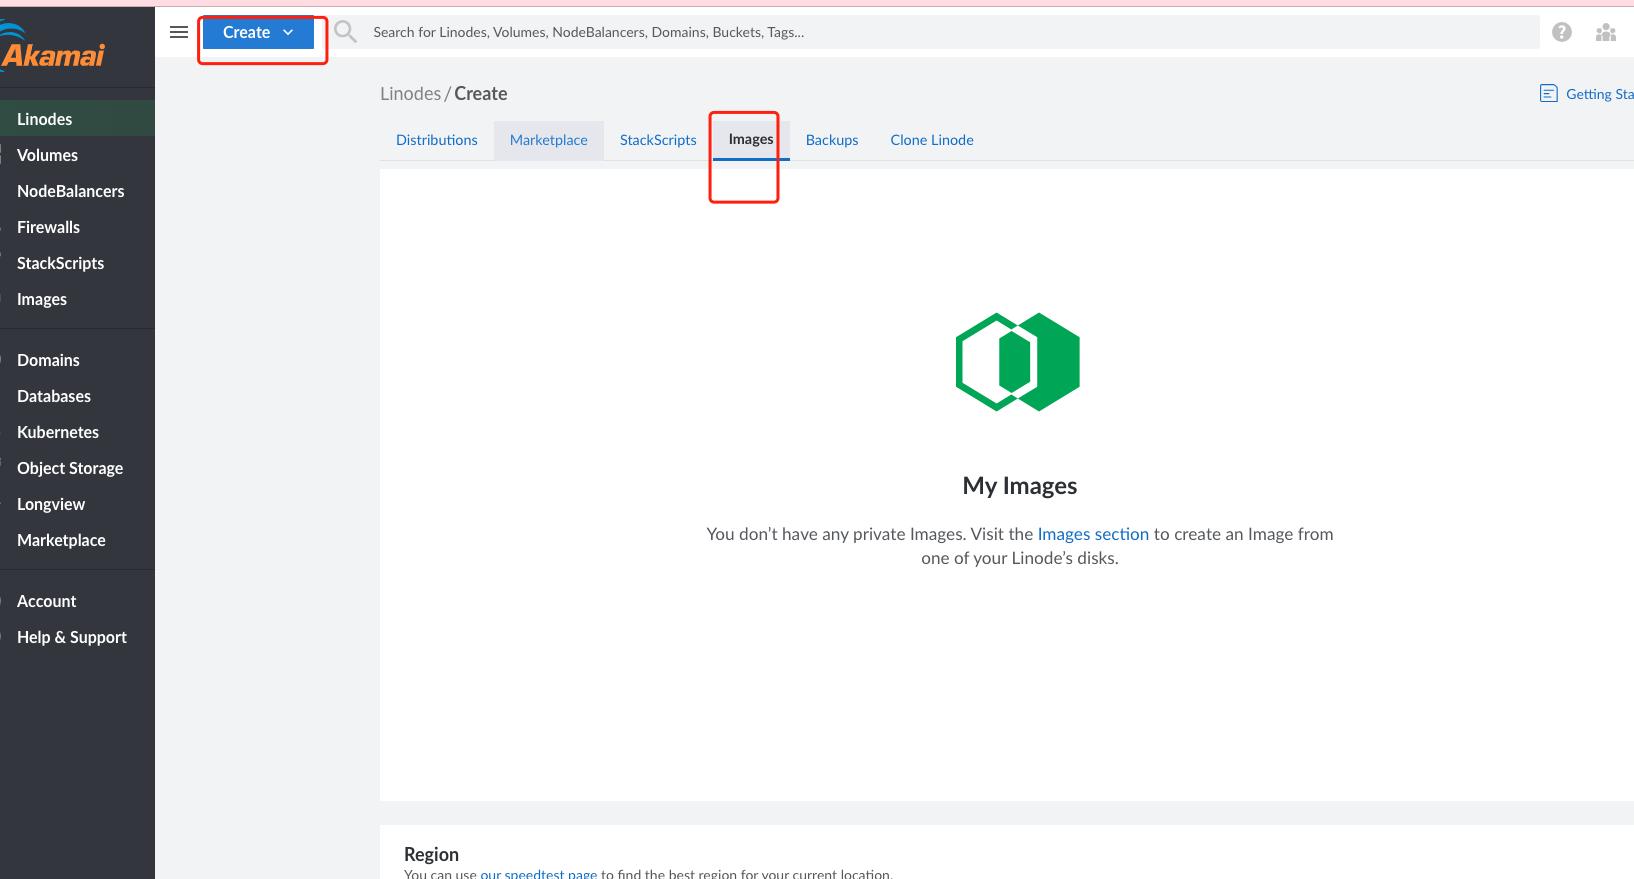 Akamai
Create
Search for Linodes, Volumes, NodeBalancers, Domains, Buckets, Tags...
Linodes / Create
Getting Sta
Distributions
Marketplace
StackScripts
Images
Backups
Clone Linode
Linodes
Volumes
NodeBalancers
Firewalls
StackScripts
Images
Domains
Databases
Kubernetes
Object Storage
Longview
Marketplace
Account
Help & Support
My Images
You don't have any private Images. Visit the Images section to create an Image from
one of your Linode's disks.
Region
You can use our speedtest page to find the best region for your current location.